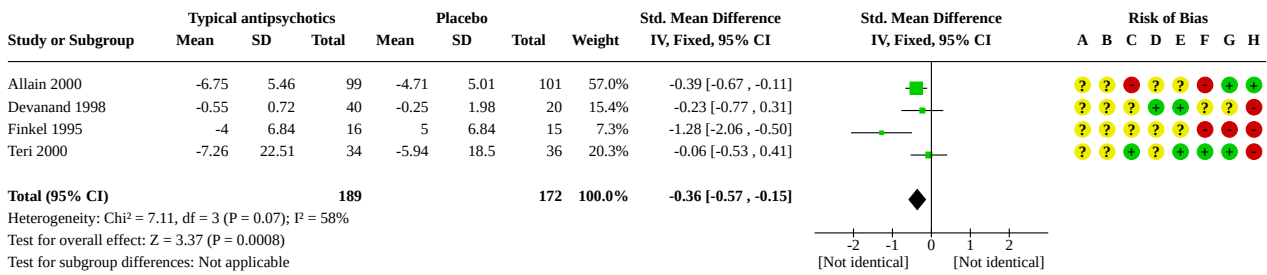 Typical antipsychotics Placebo Std. Mean Difference Std. Mean Difference Risk of Bias
Study or Subgroup Mean SD Total Mean SD Total Weight IV, Fixed, 95% CI IV, Fixed, 95% CI A B C D E F G H
Allain 2000 -6.75 5.46 99 -4.71 5.01 101 57.0% -0.39 [-0.67 , -0.11] ? ? - ? ? - + +
Devanand 1998 -0.55 0.72 40 -0.25 1.98 20 15.4% -0.23 [-0.77 , 0.31] ? ? ? + + ? ? -
Finkel 1995 -4 6.84 16 5 6.84 15 7.3% -1.28 [-2.06 , -0.50] ? ? ? ? ? - - -
Teri 2000 -7.26 22.51 34 -5.94 18.5 36 20.3% -0.06 [-0.53 , 0.41] ? ? + ? + + + -
Total (95% CI) 189 172 100.0% -0.36 [-0.57 , -0.15]
Heterogeneity: Chi² = 7.11, df = 3 (P = 0.07); I² = 58%
Test for overall effect: Z = 3.37 (P = 0.0008)
-2 -1 0 1 2
Test for subgroup differences: Not applicable [Not identical] [Not identical]